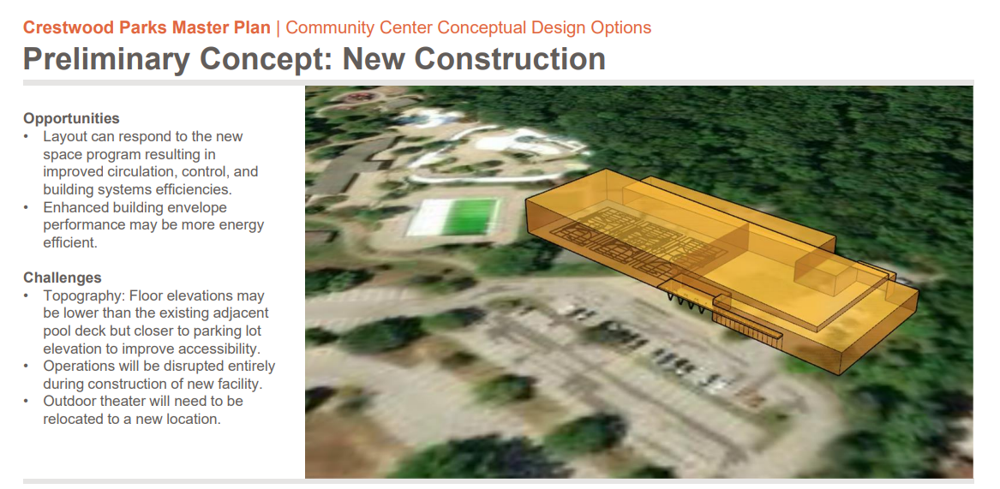 Crestwood Parks Master Plan | Community Center Conceptual Design Options
Preliminary Concept: New Construction
Opportunities
• Layout can respond to the new
space program resulting in
improved circulation, control, and
building systems efficiencies.
• Enhanced building envelope
performance may be more energy
efficient.
Challenges
• Topography: Floor elevations may
be lower than the existing adjacent
pool deck but closer to parking lot
elevation to improve accessibility.
• Operations will be disrupted entirely
during construction of new facility.
• Outdoor theater will need to be
relocated to a new location.